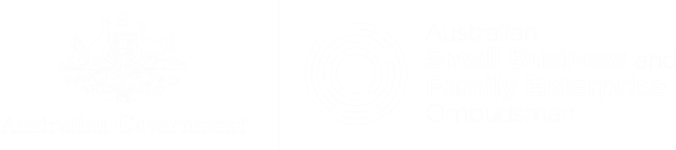 Australian Government
Australian
Small Business and
Family Enterprise
Ombudsman